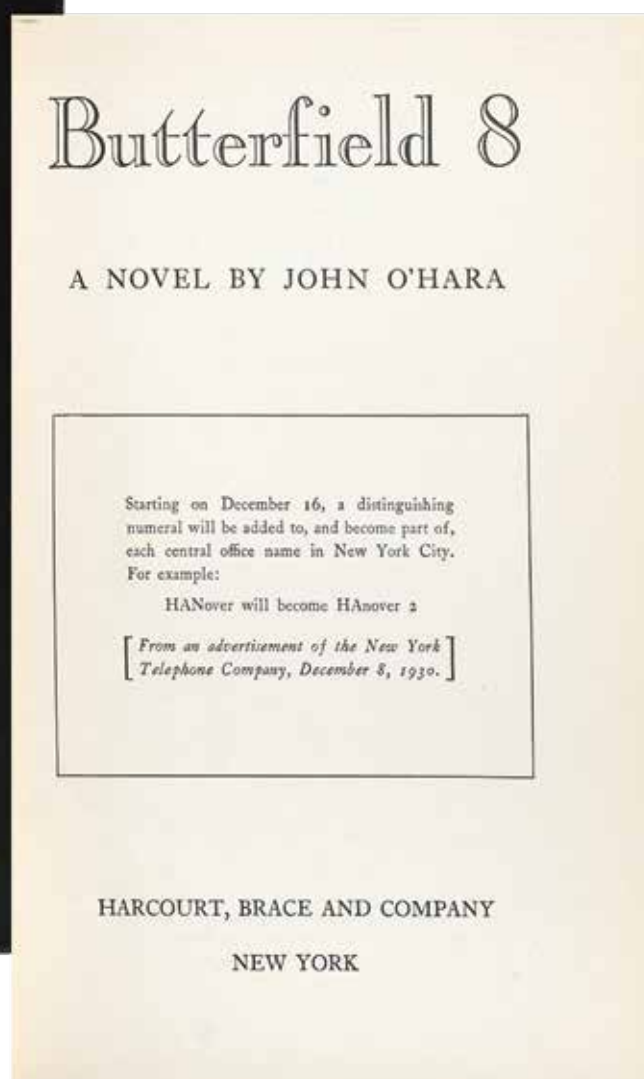 Butterfield 8
A NOVEL BY JOHN O'HARA
Starting on December 16, a distinguishing
numeral will be added to, and become part of,
each central office name in New York City.
For example:
HANover will become HAnover 2
[From an advertisement of the New York
Telephone Company, December 8, 1930.]
HARCOURT, BRACE AND COMPANY
NEW YORK